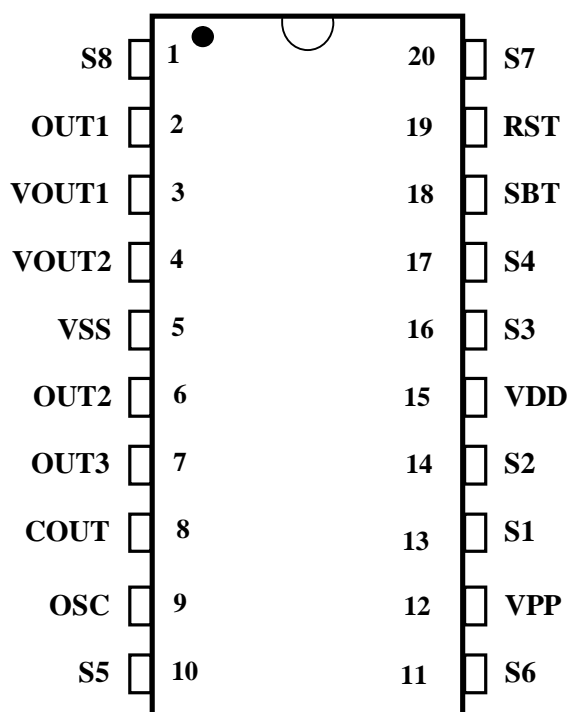 S8 1 20 S7
OUT1 2 19 RST
VOUT1 3 18 SBT
VOUT2 4 17 S4
VSS 5 16 S3
OUT2 6 15 VDD
OUT3 7 14 S2
COUT 8 13 S1
OSC 9 12 VPP
S5 10 11 S6